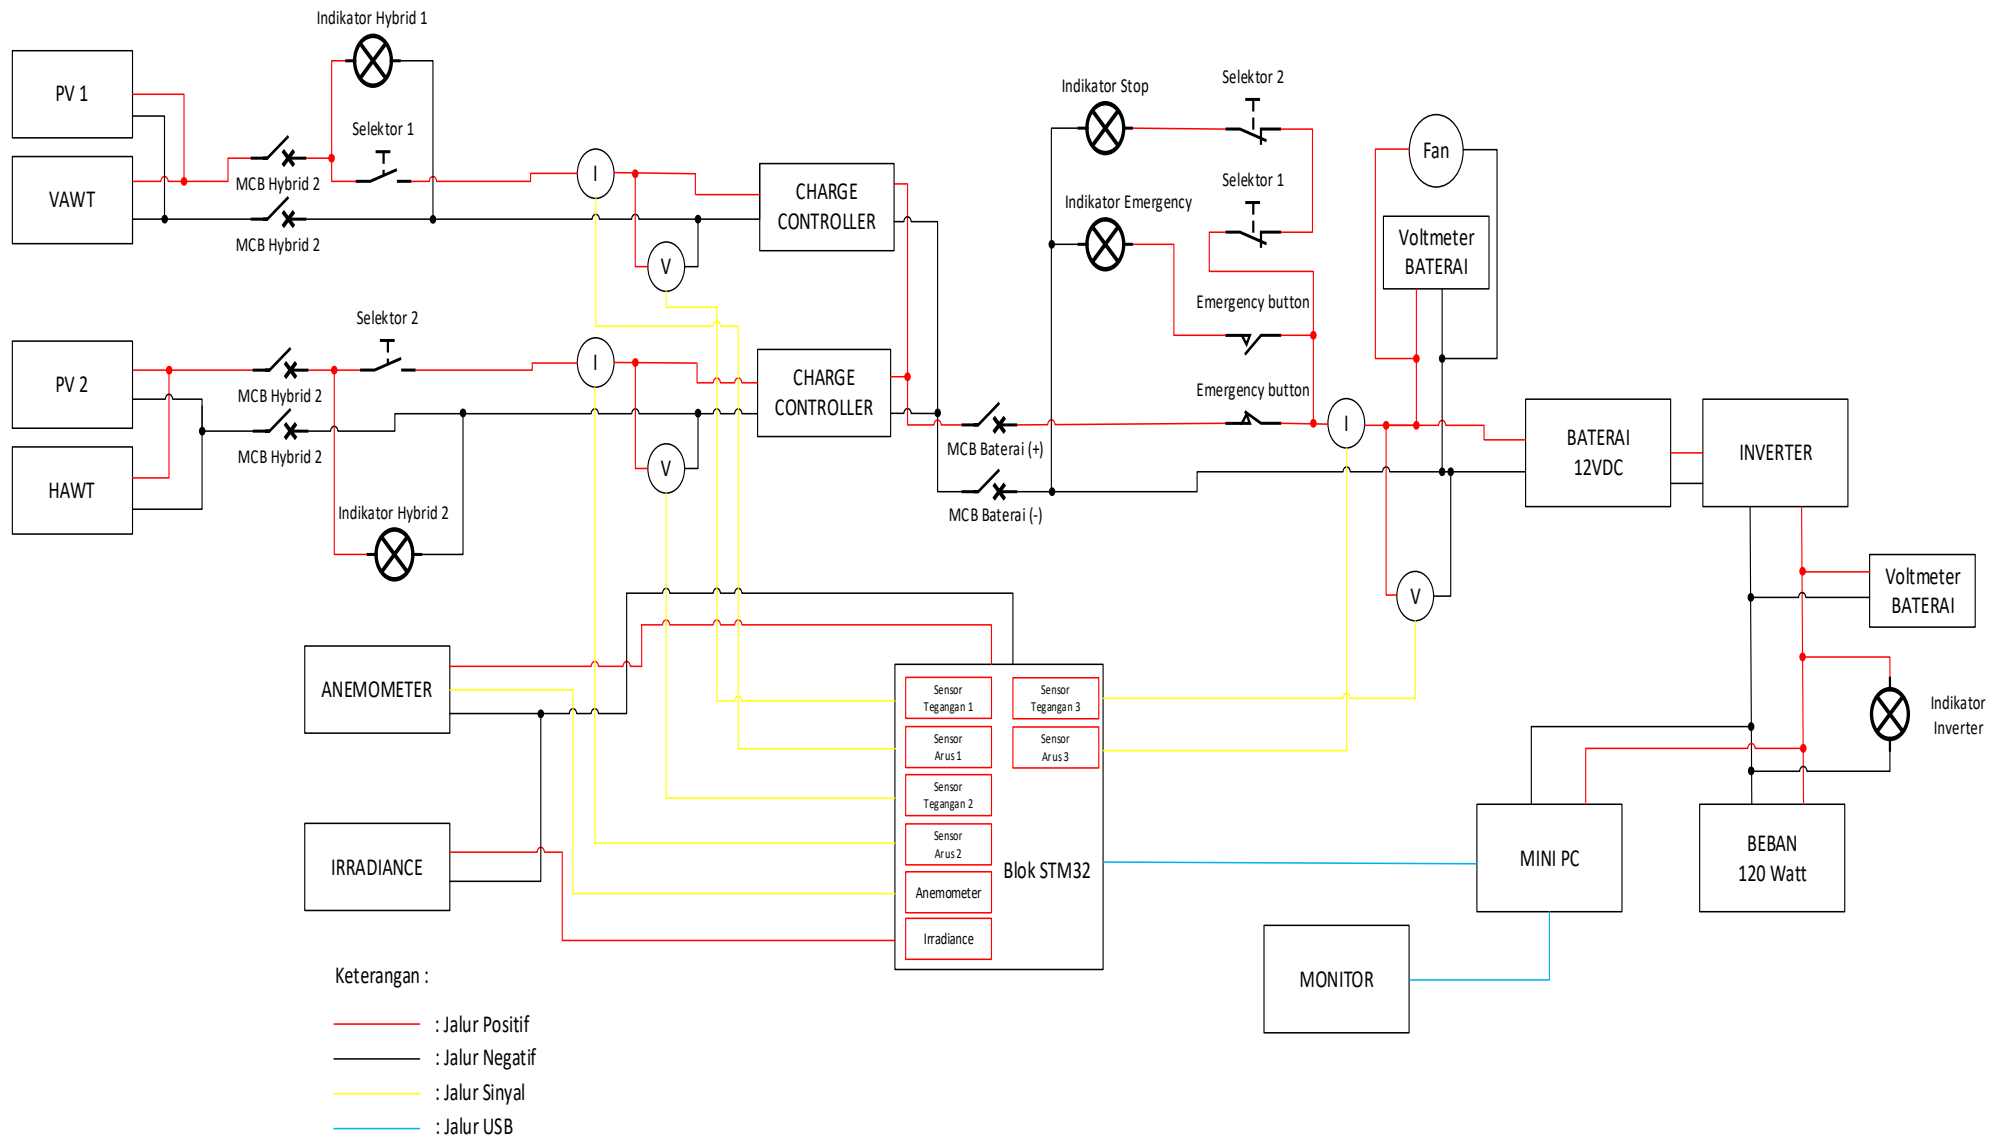 Indikator Hybrid 1
PV 1
Selektor 1
MCB Hybrid 2
VAWT
MCB Hybrid 2
I
V
CHARGE
CONTROLLER
Indikator Stop
Selektor 2
Indikator Emergency
Selektor 1
Fan
Voltmeter
BATERAI
Emergency button
Emergency button
Selektor 2
PV 2
MCB Hybrid 2
MCB Hybrid 2
HAWT
Indikator Hybrid 2
I
V
CHARGE
CONTROLLER
MCB Baterai (+)
MCB Baterai (-)
I
V
BATERAI
12VDC
INVERTER
Voltmeter
BATERAI
Indikator
Inverter
ANEMOMETER
IRRADIANCE
Sensor
Tegangan 1
Sensor
Arus 1
Sensor
Tegangan 2
Sensor
Arus 2
Anemometer
Irradiance
Sensor
Tegangan 3
Sensor
Arus 3
Blok STM32
MINI PC
BEBAN
120 Watt
MONITOR
Keterangan :
: Jalur Positif
: Jalur Negatif
: Jalur Sinyal
: Jalur USB